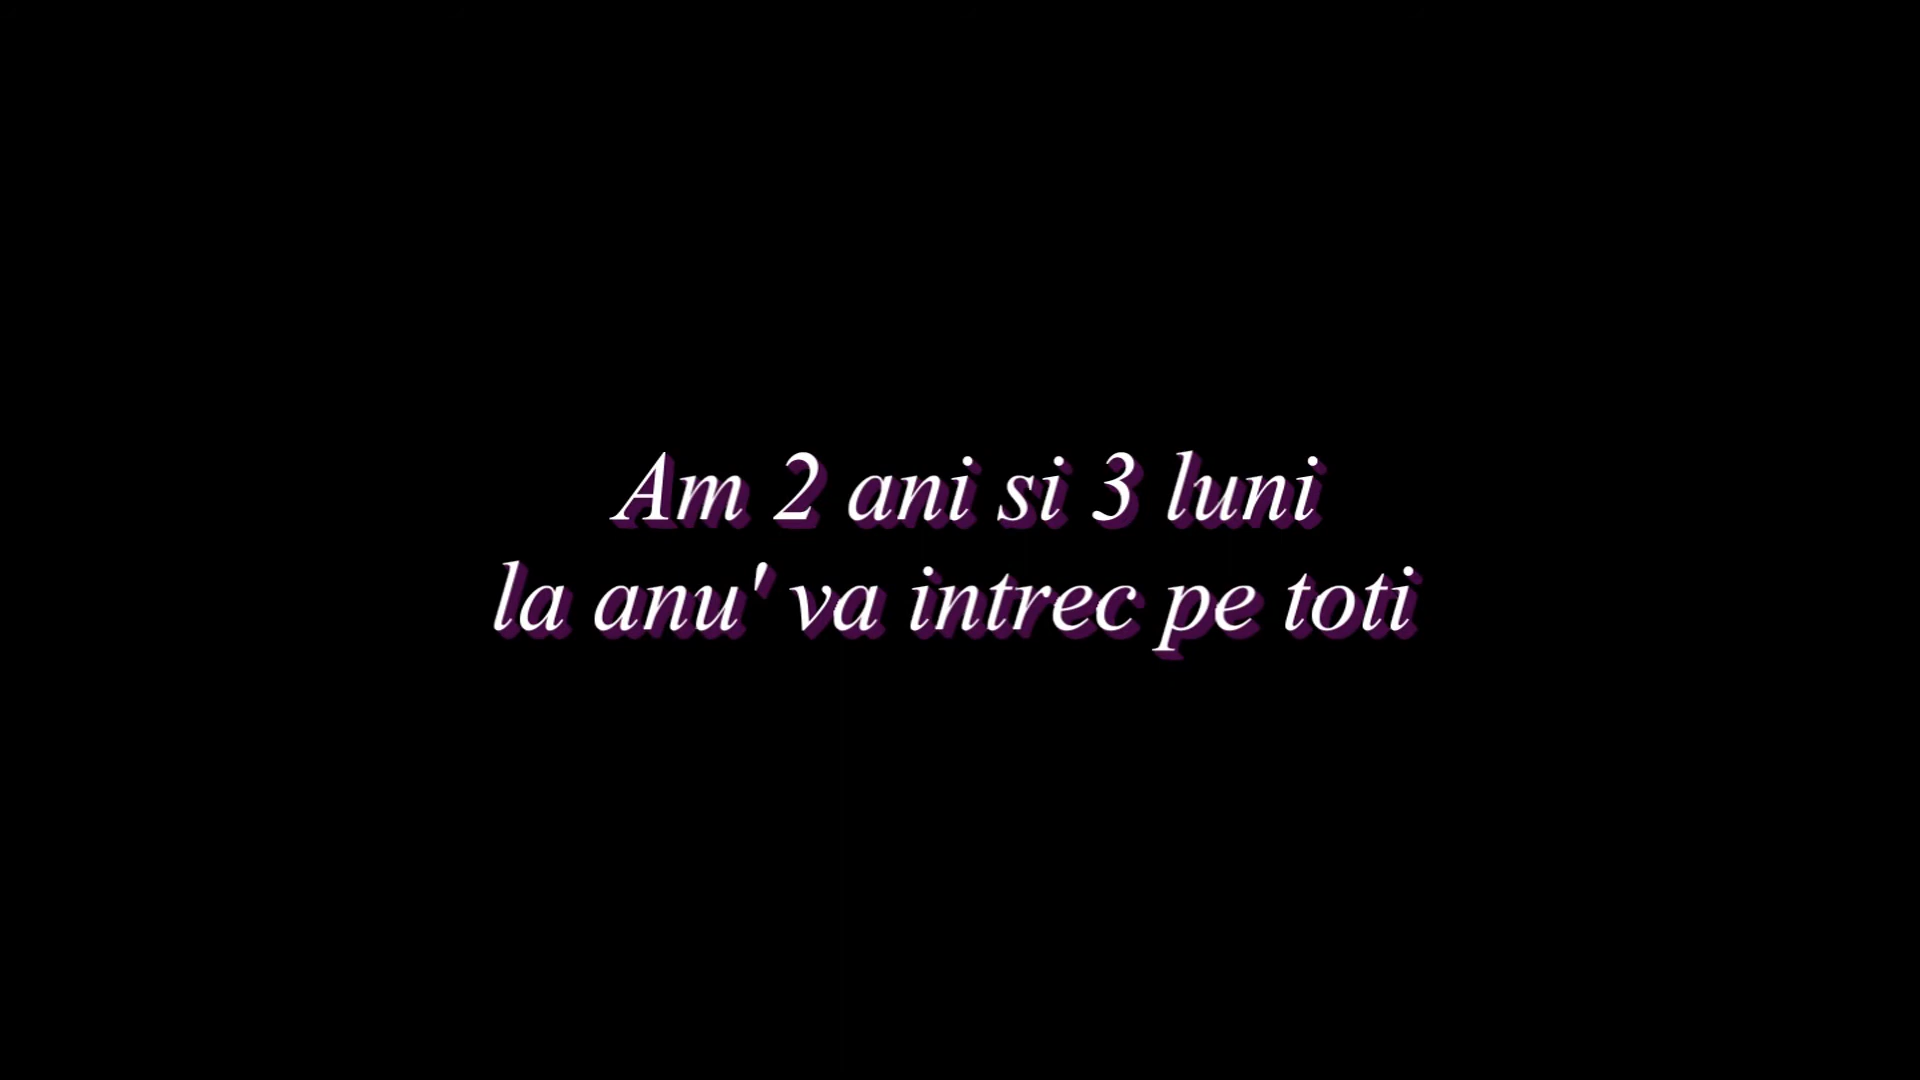 Am 2 ani si 3 luni
la anu' va intrec pe toti